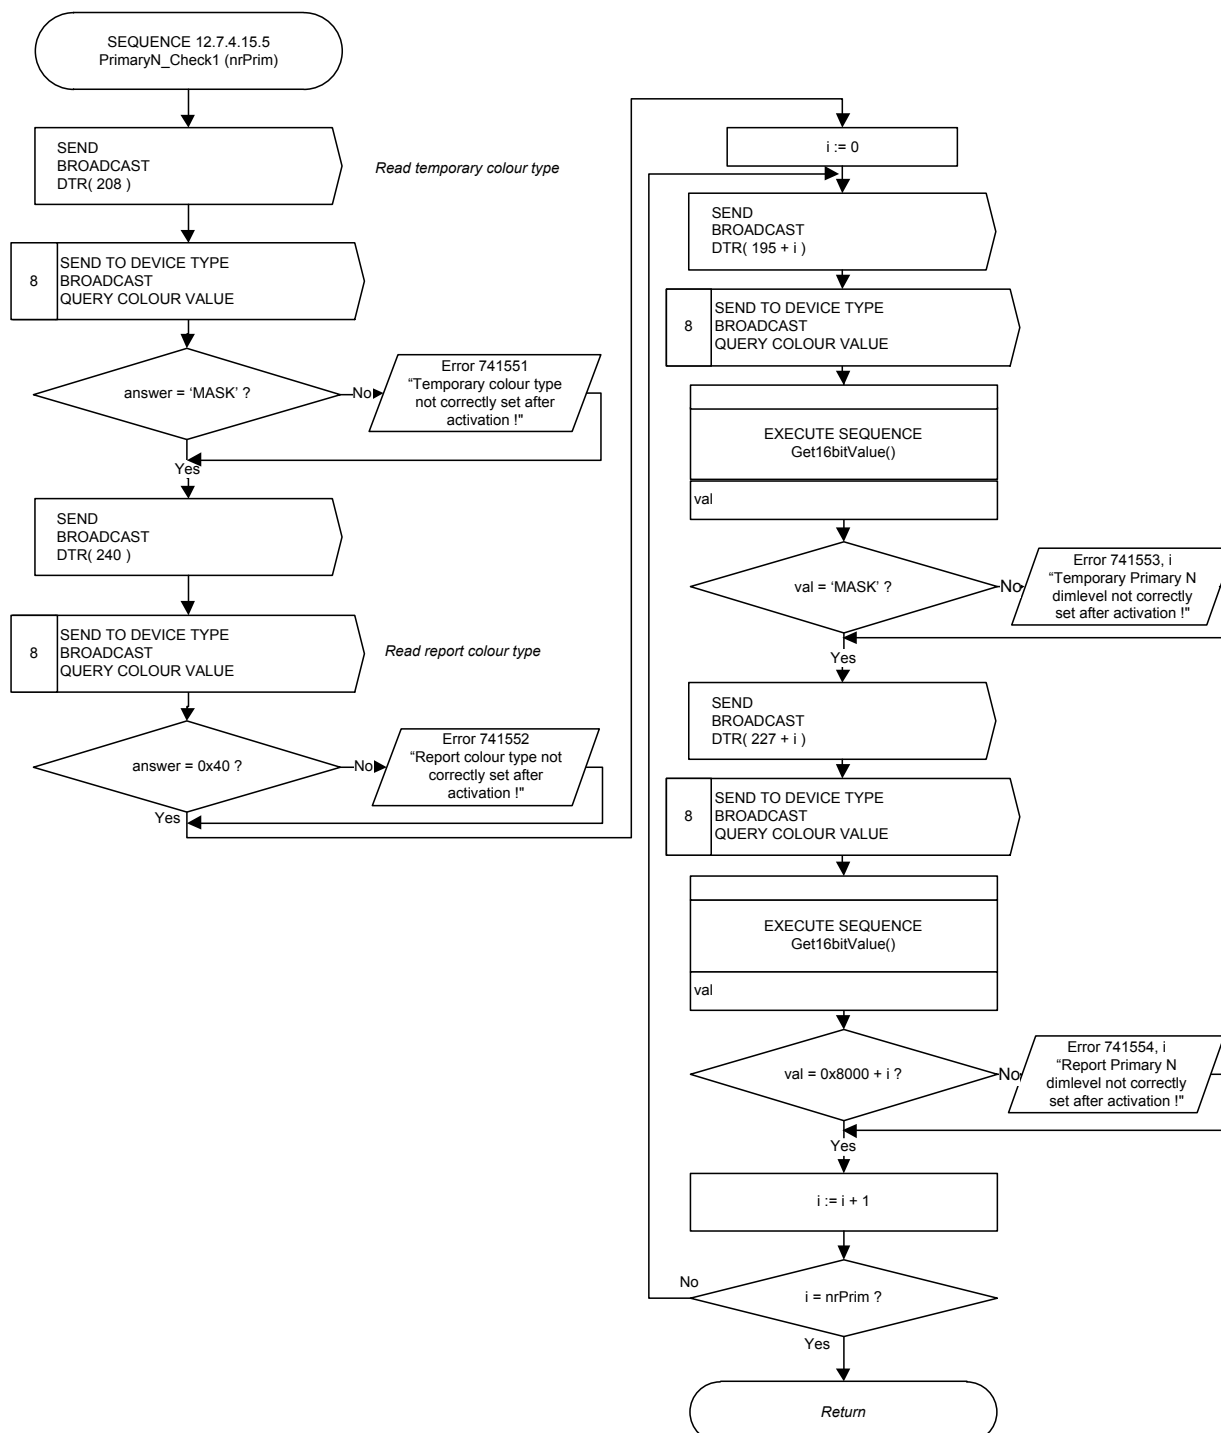 SEQUENCE 12.7.4.15.5
PrimaryN_Check1 (nrPrim)
SEND
BROADCAST
DTR( 208 )
Read temporary colour type
8
SEND TO DEVICE TYPE
BROADCAST
QUERY COLOUR VALUE
answer = ‘MASK’ ?
No
Error 741551
“Temporary colour type
not correctly set after
activation !"
Yes
SEND
BROADCAST
DTR( 240 )
8
SEND TO DEVICE TYPE
BROADCAST
QUERY COLOUR VALUE
Read report colour type
answer = 0x40 ?
No
Error 741552
“Report colour type not
correctly set after
activation !"
Yes
i := 0
SEND
BROADCAST
DTR( 195 + i )
8
SEND TO DEVICE TYPE
BROADCAST
QUERY COLOUR VALUE
EXECUTE SEQUENCE
Get16bitValue()
val
val = ‘MASK’ ?
No
Error 741553, i
“Temporary Primary N
dimlevel not correctly
set after activation !"
Yes
SEND
BROADCAST
DTR( 227 + i )
8
SEND TO DEVICE TYPE
BROADCAST
QUERY COLOUR VALUE
EXECUTE SEQUENCE
Get16bitValue()
val
val = 0x8000 + i ?
No
Error 741554, i
“Report Primary N
dimlevel not correctly
set after activation !"
Yes
i := i + 1
No
i = nrPrim ?
Yes
Return